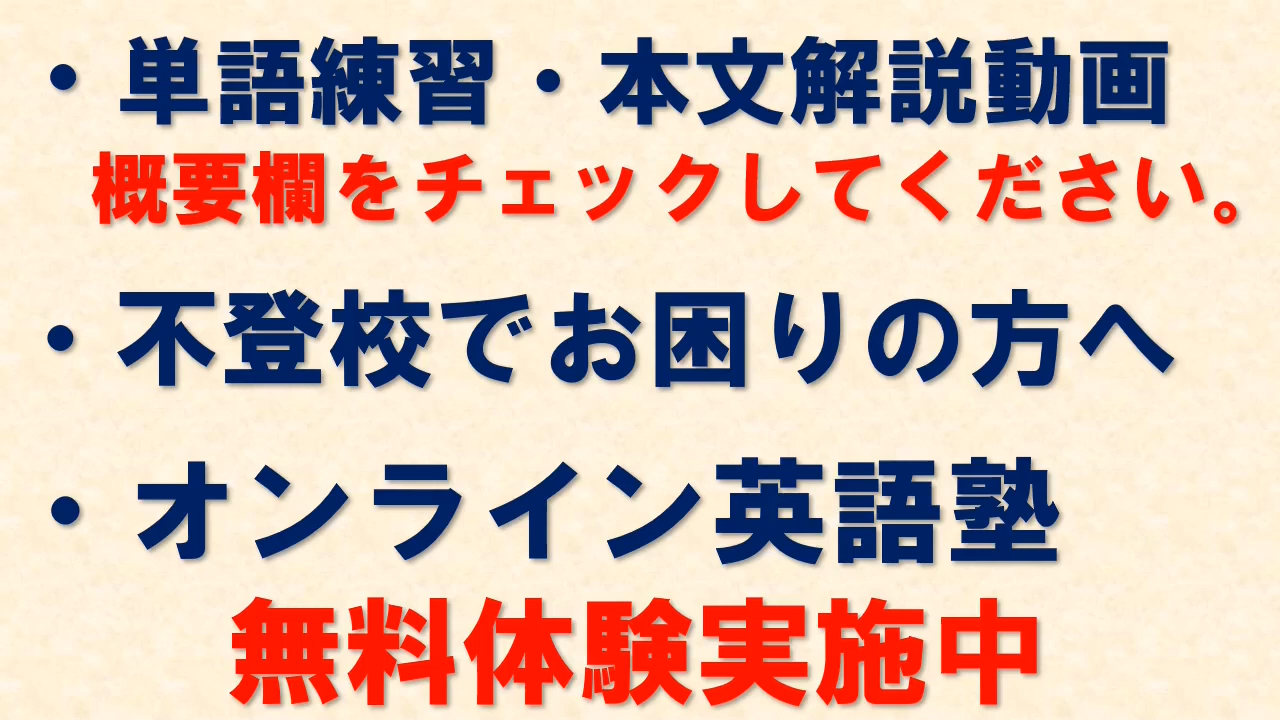 ・単語練習・本文解説動画
概要欄をチェックしてください。
・不登校でお困りの方へ
・オンライン英語塾
無料体験実施中